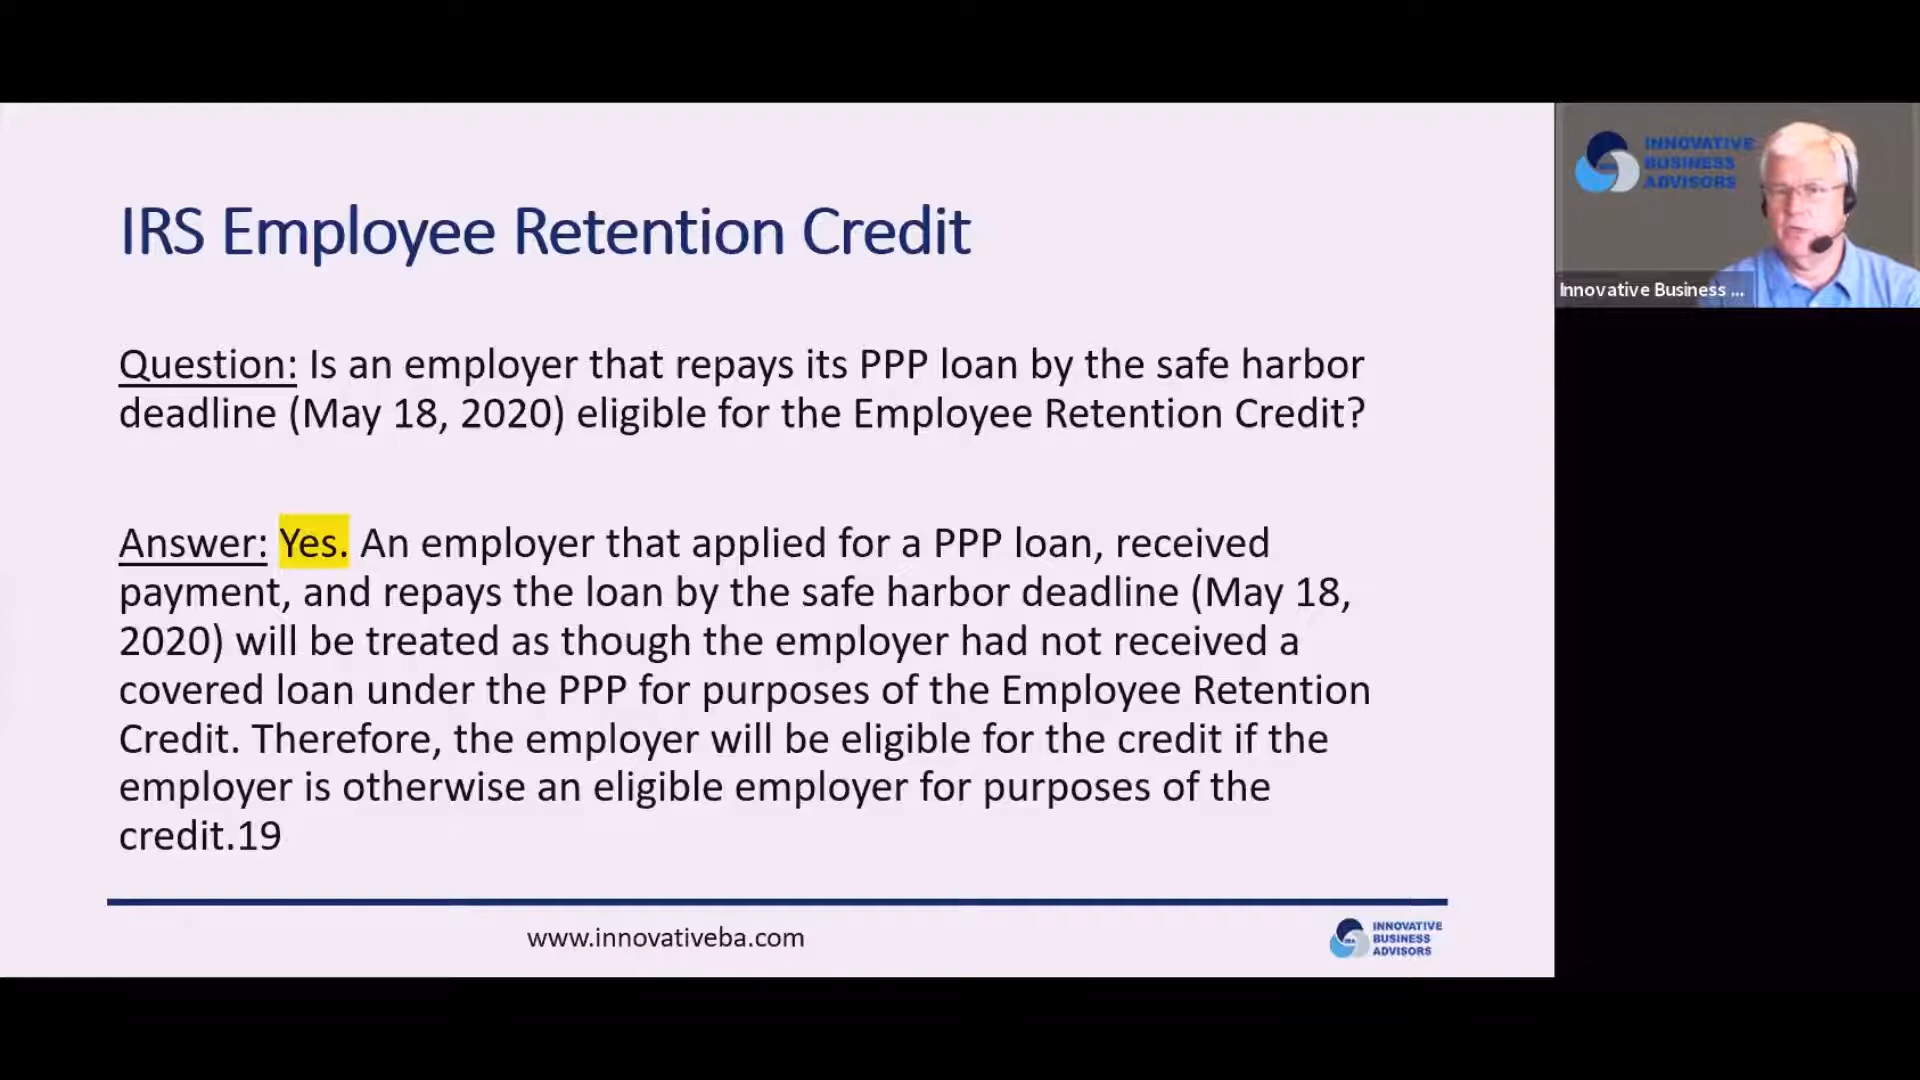 IRS Employee Retention Credit
Question: Is an employer that repays its PPP loan by the safe harbor
deadline (May 18, 2020) eligible for the Employee Retention Credit?
Answer: Yes. An employer that applied for a PPP loan, received
payment, and repays the loan by the safe harbor deadline (May 18,
2020) will be treated as though the employer had not received a
covered loan under the PPP for purposes of the Employee Retention
Credit. Therefore, the employer will be eligible for the credit if the
employer is otherwise an eligible employer for purposes of the
credit.19
www.innovativeba.com
INNOVATIVE
BUSINESS
ADVISORS
INNOVATIVE
BUSINESS
ADVISORS
Innovative Business ...